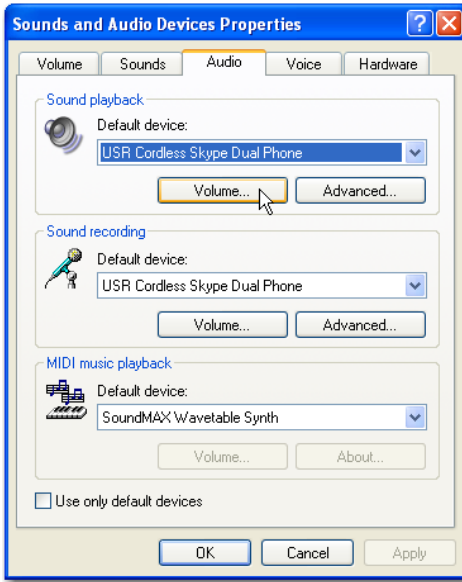 Sounds and Audio Devices Properties
Volume Sounds Audio Voice Hardware
Sound playback
Default device:
USR Cordless Skype Dual Phone
Volume... Advanced...
Sound recording
Default device:
USR Cordless Skype Dual Phone
Volume... Advanced...
MIDI music playback
Default device:
SoundMAX Wavetable Synth
Volume... About...
Use only default devices
OK Cancel Apply